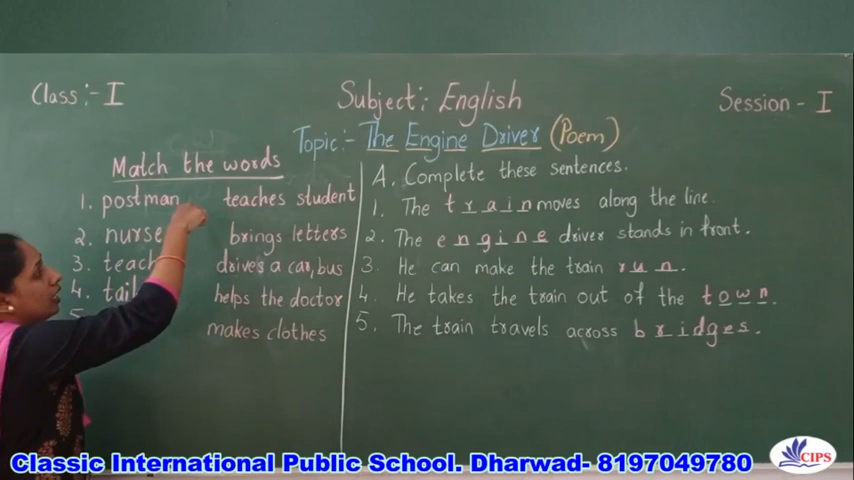 Class:- I
Subject: English
Session - I
Topic:- The Engine Driver (Poem)
Match the words
1. postman teaches student
2. nurse brings letters
3. drives a car, bus
4. helps the doctor
makes clothes
A. Complete these sentences.
1. The train moves along the line.
2. The engine driver stands in front.
3. He can make the train run.
4. He takes the train out of the town.
5. The train travels across bridges.
Classic International Public School. Dharwad- 8197049780
CIPS